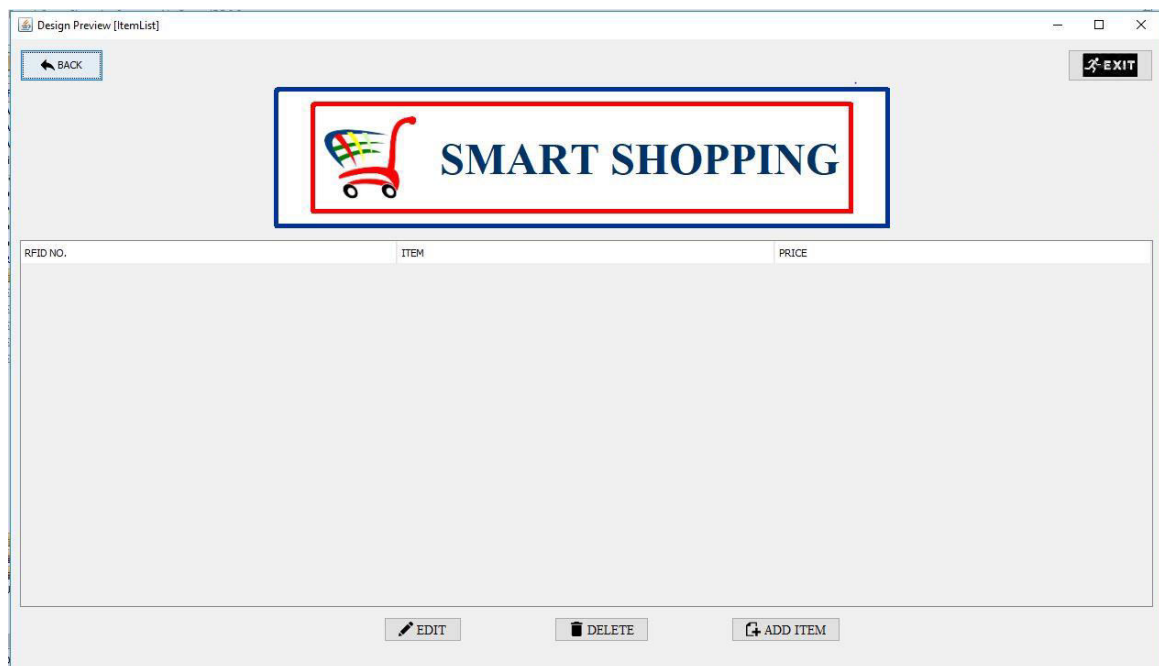 Design Preview [ItemList]
BACK
EXIT
SMART SHOPPING
RFID NO. ITEM PRICE
EDIT DELETE ADD ITEM